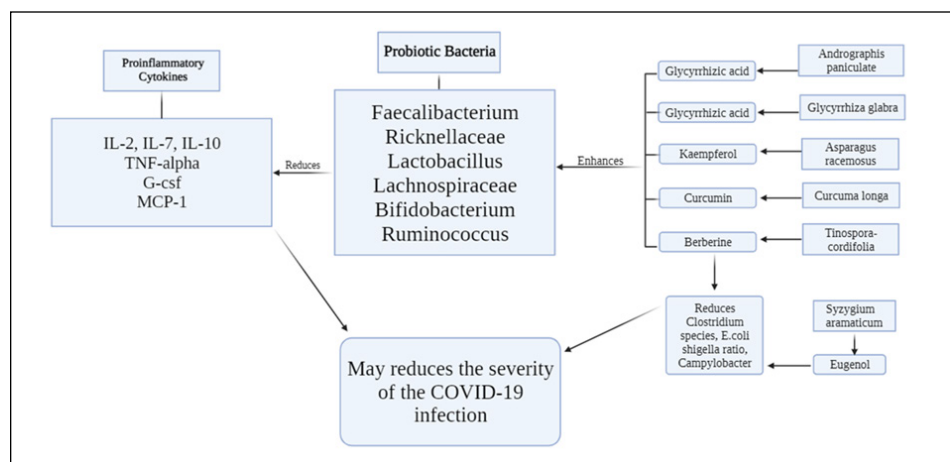 Proinflammatory
Cytokines
IL-2, IL-7, IL-10
TNF-alpha
G-csf
MCP-1
Reduces
Probiotic Bacteria
Faecalibacterium
Ricknellaceae
Lactobacillus
Lachnospiraceae
Bifidobacterium
Ruminococcus
Enhances
Glycyrrhizic acid
Andrographis
paniculate
Glycyrrhizic acid
Glycyrrhiza glabra
Kaempferol
Asparagus
racemosus
Curcumin
Curcuma longa
Berberine
Tinospora-
cordifolia
Reduces
Clostridium
species, E.coli
shigella ratio,
Campylobacter
Syzygium
aramaticum
Eugenol
May reduces the severity
of the COVID-19
infection